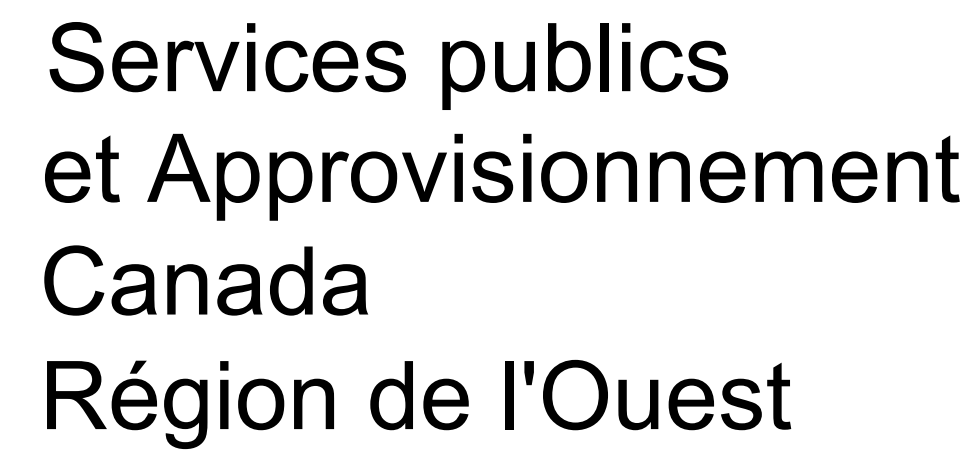 Services publics
et Approvisionnement
Canada
Région de l'Ouest